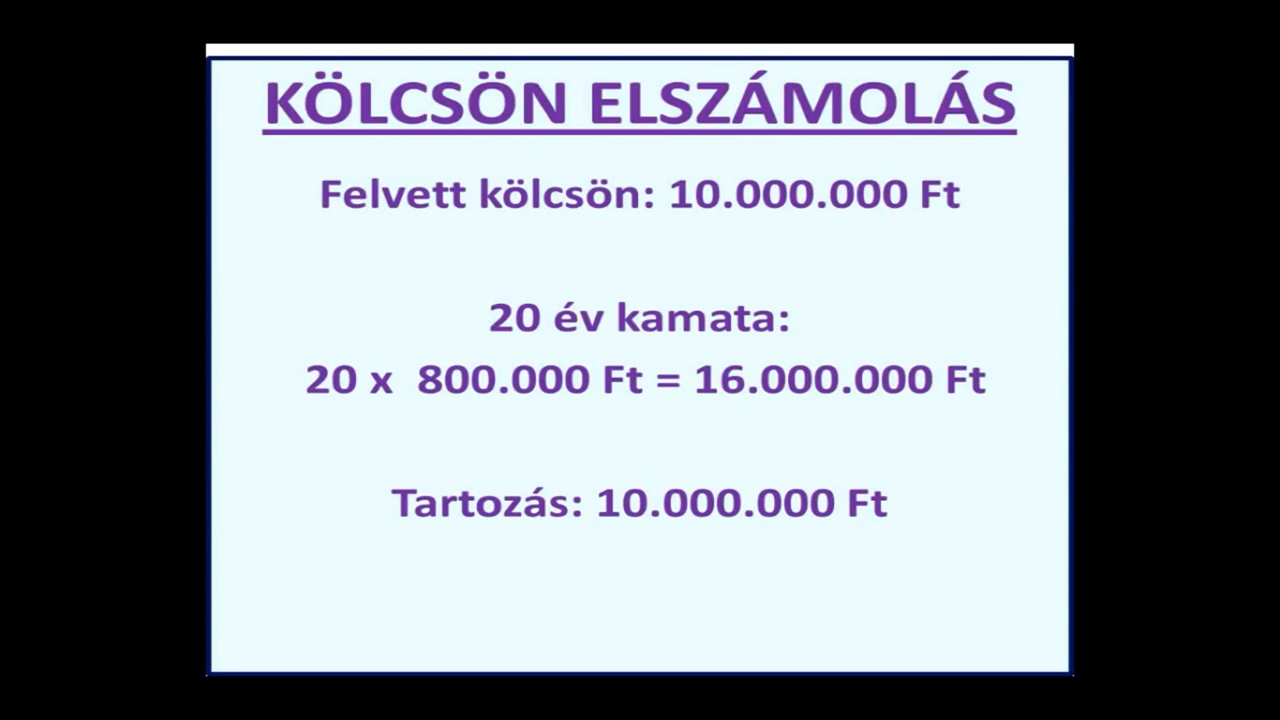 KÖLCSÖN ELSZÁMOLÁS
Felvett kölcsön: 10.000.000 Ft
20 év kamata:
20 x 800.000 Ft = 16.000.000 Ft
Tartozás: 10.000.000 Ft